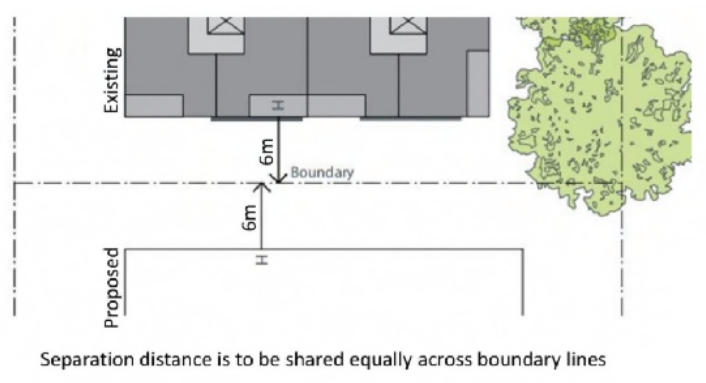 Existing
H
6m
Boundary
6m
H
Proposed
Separation distance is to be shared equally across boundary lines